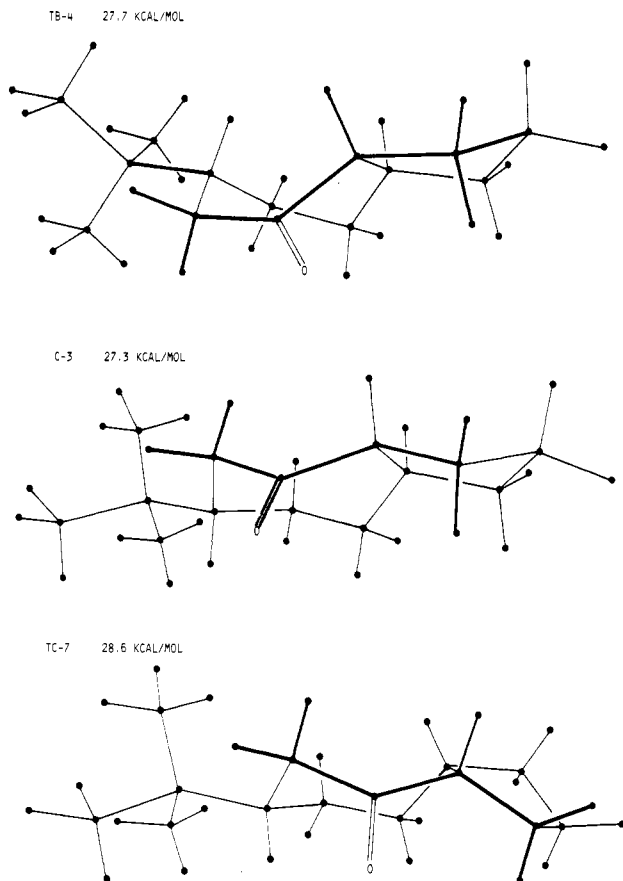 TB-4 27.7 KCAL/MOL
O
C-3 27.3 KCAL/MOL
O
TC-7 28.6 KCAL/MOL
O